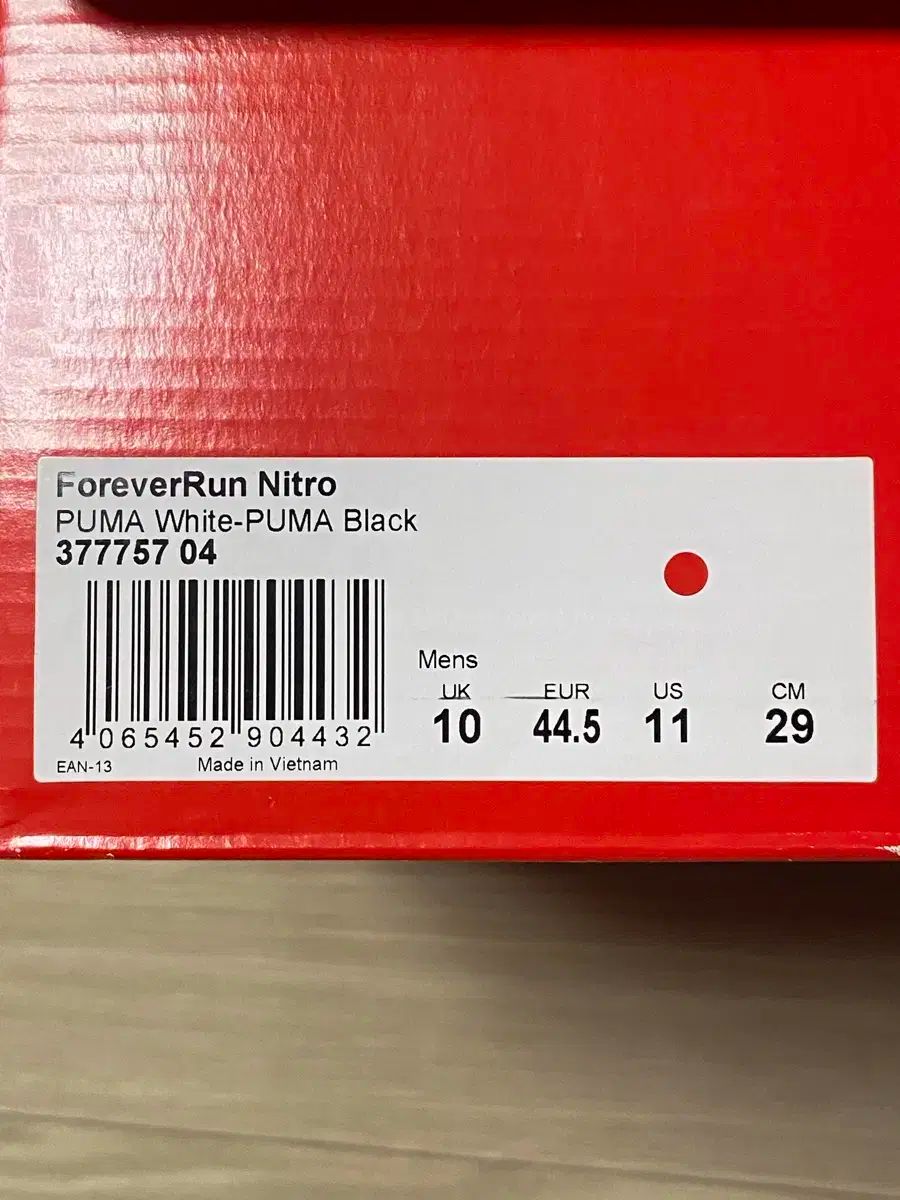 ForeverRun Nitro
PUMA White-PUMA Black
377757 04
4 065452 904432
EAN-13 Made in Vietnam
Mens
UK EUR US CM
10 44.5 11 29